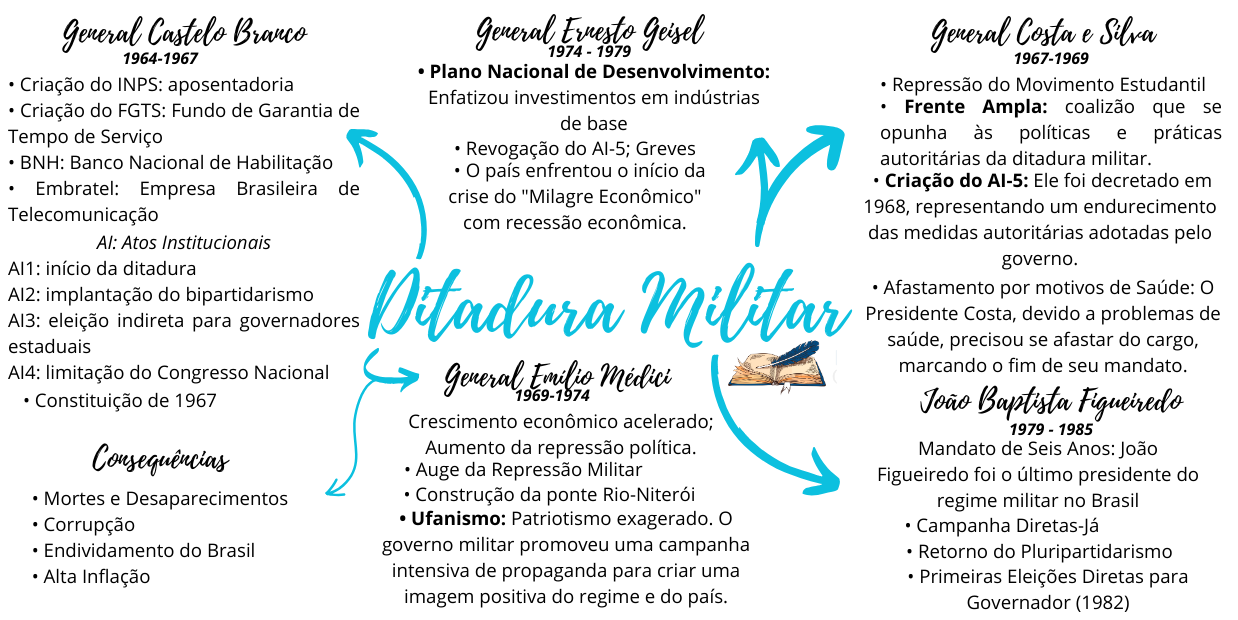 General Castelo Branco
1964-1967
• Criação do INPS: aposentadoria
• Criação do FGTS: Fundo de Garantia de
Tempo de Serviço
• BNH: Banco Nacional de Habilitação
• Embratel: Empresa Brasileira de
Telecomunicação
AI: Atos Institucionais
AI1: início da ditadura
AI2: implantação do bipartidarismo
AI3: eleição indireta para governadores
estaduais
AI4: limitação do Congresso Nacional
• Constituição de 1967
Consequências
• Mortes e Desaparecimentos
• Corrupção
• Endividamento do Brasil
• Alta Inflação
General Ernesto Geisel
1974 - 1979
• Plano Nacional de Desenvolvimento:
Enfatizou investimentos em indústrias
de base
• Revogação do AI-5; Greves
• O país enfrentou o início da
crise do "Milagre Econômico"
com recessão econômica.
Ditadura Militar
General Emílio Médici
1969-1974
Crescimento econômico acelerado;
Aumento da repressão política.
• Auge da Repressão Militar
• Construção da ponte Rio-Niterói
• Ufanismo: Patriotismo exagerado. O
governo militar promoveu uma campanha
intensiva de propaganda para criar uma
imagem positiva do regime e do país.
General Costa e Silva
1967-1969
• Repressão do Movimento Estudantil
• Frente Ampla: coalizão que se
opunha às políticas e práticas
autoritárias da ditadura militar.
• Criação do AI-5: Ele foi decretado em
1968, representando um endurecimento
das medidas autoritárias adotadas pelo
governo.
• Afastamento por motivos de Saúde: O
Presidente Costa, devido a problemas de
saúde, precisou se afastar do cargo,
marcando o fim de seu mandato.
João Baptista Figueiredo
1979 - 1985
Mandato de Seis Anos: João
Figueiredo foi o último presidente do
regime militar no Brasil
• Campanha Diretas-Já
• Retorno do Pluripartidarismo
• Primeiras Eleições Diretas para
Governador (1982)